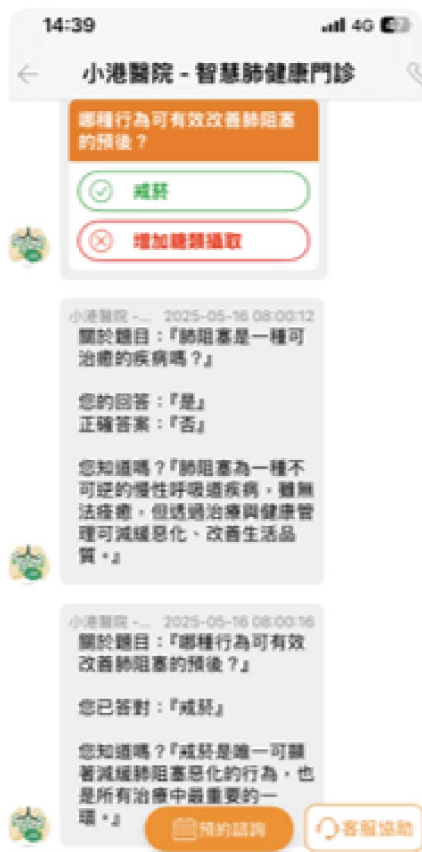 14:39
4G
小港醫院 - 智慧肺健康門診
哪種行為可有效改善肺阻塞
的預後？
戒菸
增加糖類攝取
小港醫院 -... 2025-05-16 08:00:12
關於題目：『肺阻塞是一種可
治癒的疾病嗎？』
您的回答：『是』
正確答案：『否』
您知道嗎？『肺阻塞為一種不
可逆的慢性呼吸道疾病，雖無
法痊癒，但透過治療與健康管
理可減緩惡化、改善生活品
質。』
小港醫院 -... 2025-05-16 08:00:16
關於題目：『哪種行為可有效
改善肺阻塞的預後？』
您已答對：『戒菸』
您知道嗎？『戒菸是唯一可顯
著減緩肺阻塞惡化的行為，也
是所有治療中最重要的一
環。』
預約諮詢
客服協助